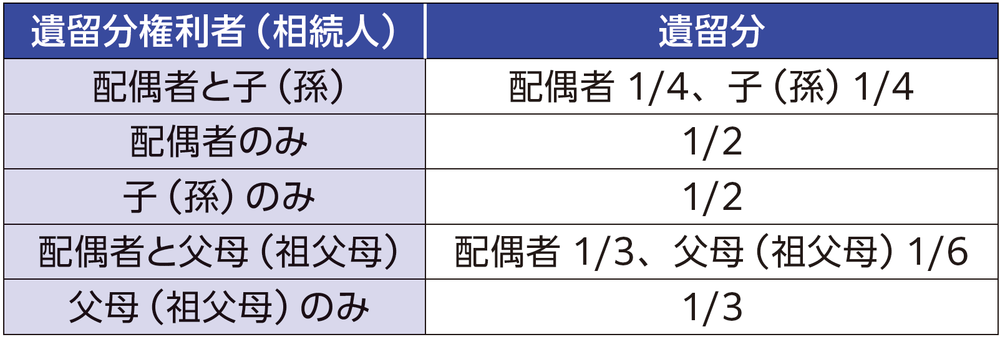 遺留分権利者（相続人） 遺留分
配偶者と子（孫） 配偶者 1/4、子（孫）1/4
配偶者のみ 1/2
子（孫）のみ 1/2
配偶者と父母（祖父母） 配偶者 1/3、父母（祖父母）1/6
父母（祖父母）のみ 1/3